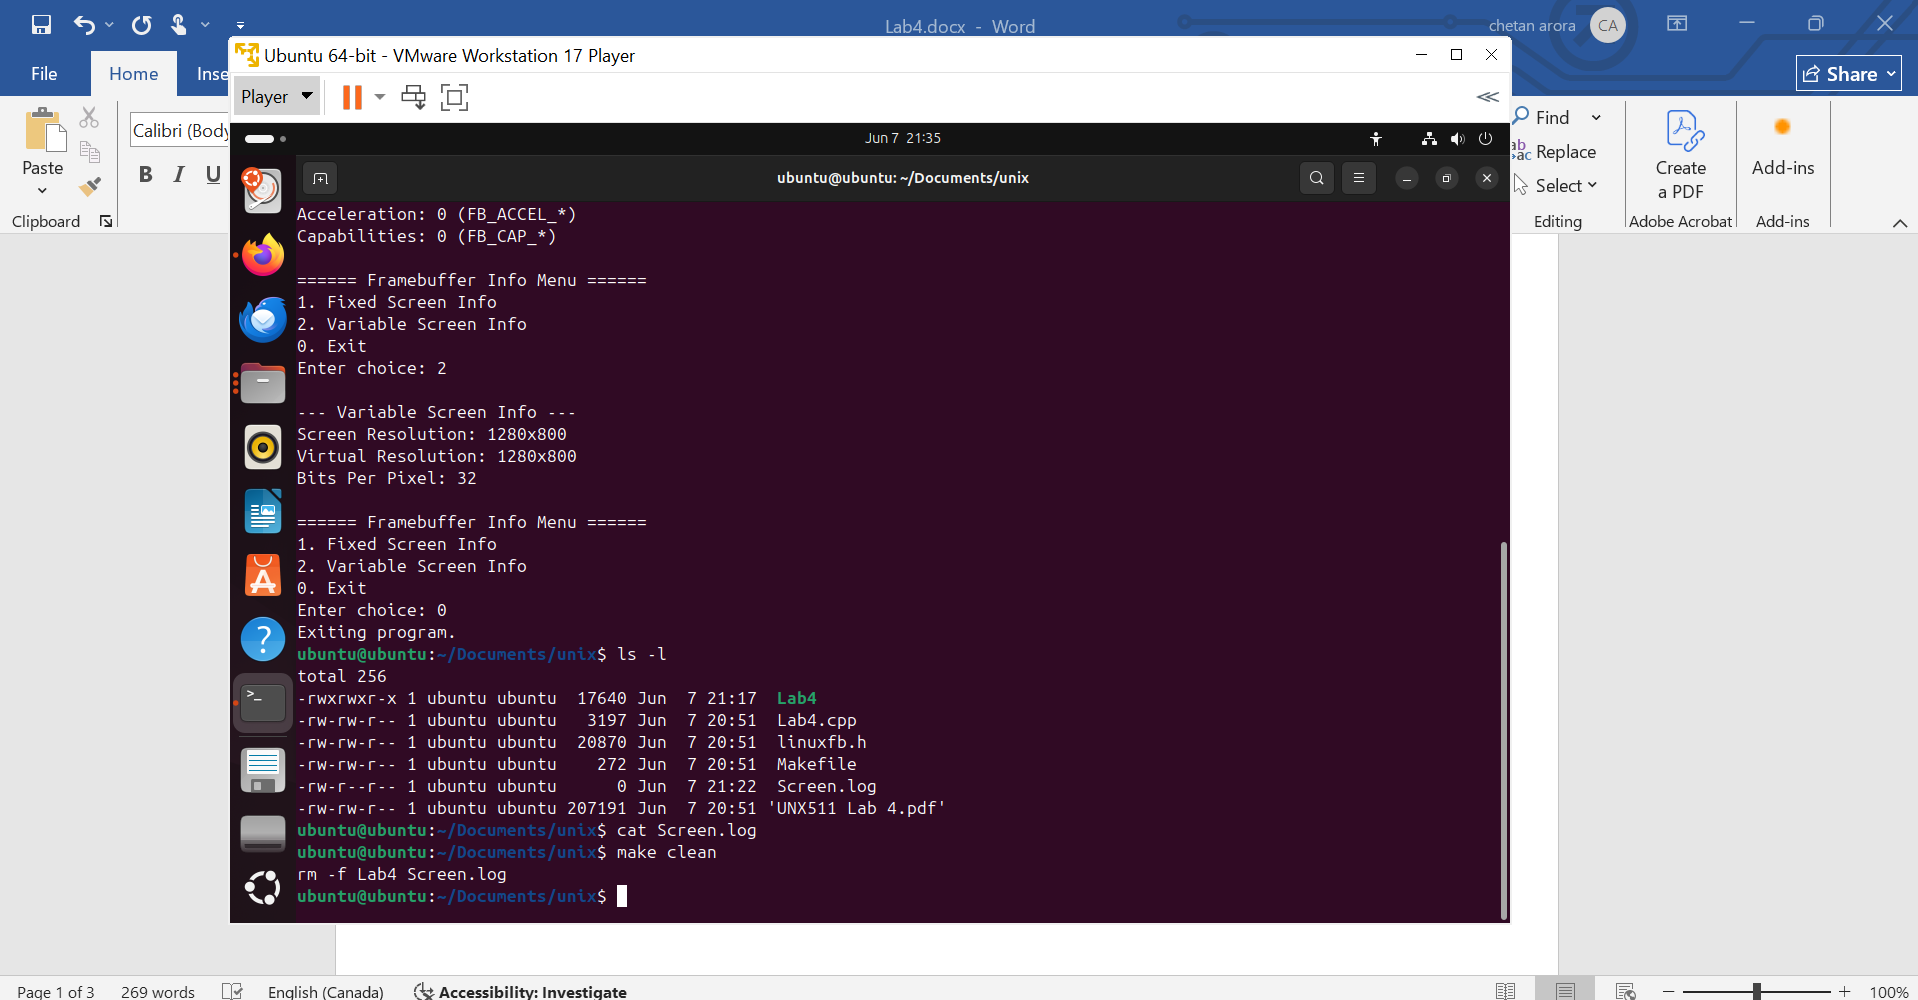 Lab4.docx - Word
chetan arora
CA
File
Home
Inse
Share
Ubuntu 64-bit - VMware Workstation 17 Player
Player
Paste
Clipboard
Calibri (Body
B I U
Find
Replace
Select
Editing
Create a PDF
Adobe Acrobat
Add-ins
Add-ins
Jun 7 21:35
ubuntu@ubuntu: ~/Documents/unix
Acceleration: 0 (FB_ACCEL_*)
Capabilities: 0 (FB_CAP_*)
====== Framebuffer Info Menu ======
1. Fixed Screen Info
2. Variable Screen Info
0. Exit
Enter choice: 2
--- Variable Screen Info ---
Screen Resolution: 1280x800
Virtual Resolution: 1280x800
Bits Per Pixel: 32
====== Framebuffer Info Menu ======
1. Fixed Screen Info
2. Variable Screen Info
0. Exit
Enter choice: 0
Exiting program.
ubuntu@ubuntu:~/Documents/unix$ ls -l
total 256
-rwxrwxr-x 1 ubuntu ubuntu  17640 Jun  7 21:17  Lab4
-rw-rw-r-- 1 ubuntu ubuntu   3197 Jun  7 20:51  Lab4.cpp
-rw-rw-r-- 1 ubuntu ubuntu  20870 Jun  7 20:51  linuxfb.h
-rw-rw-r-- 1 ubuntu ubuntu    272 Jun  7 20:51  Makefile
-rw-r--r-- 1 ubuntu ubuntu      0 Jun  7 21:22  Screen.log
-rw-rw-r-- 1 ubuntu ubuntu 207191 Jun  7 20:51 'UNX511 Lab 4.pdf'
ubuntu@ubuntu:~/Documents/unix$ cat Screen.log
ubuntu@ubuntu:~/Documents/unix$ make clean
rm -f Lab4 Screen.log
ubuntu@ubuntu:~/Documents/unix$
Page 1 of 3
269 words
English (Canada)
Accessibility: Investigate
100%